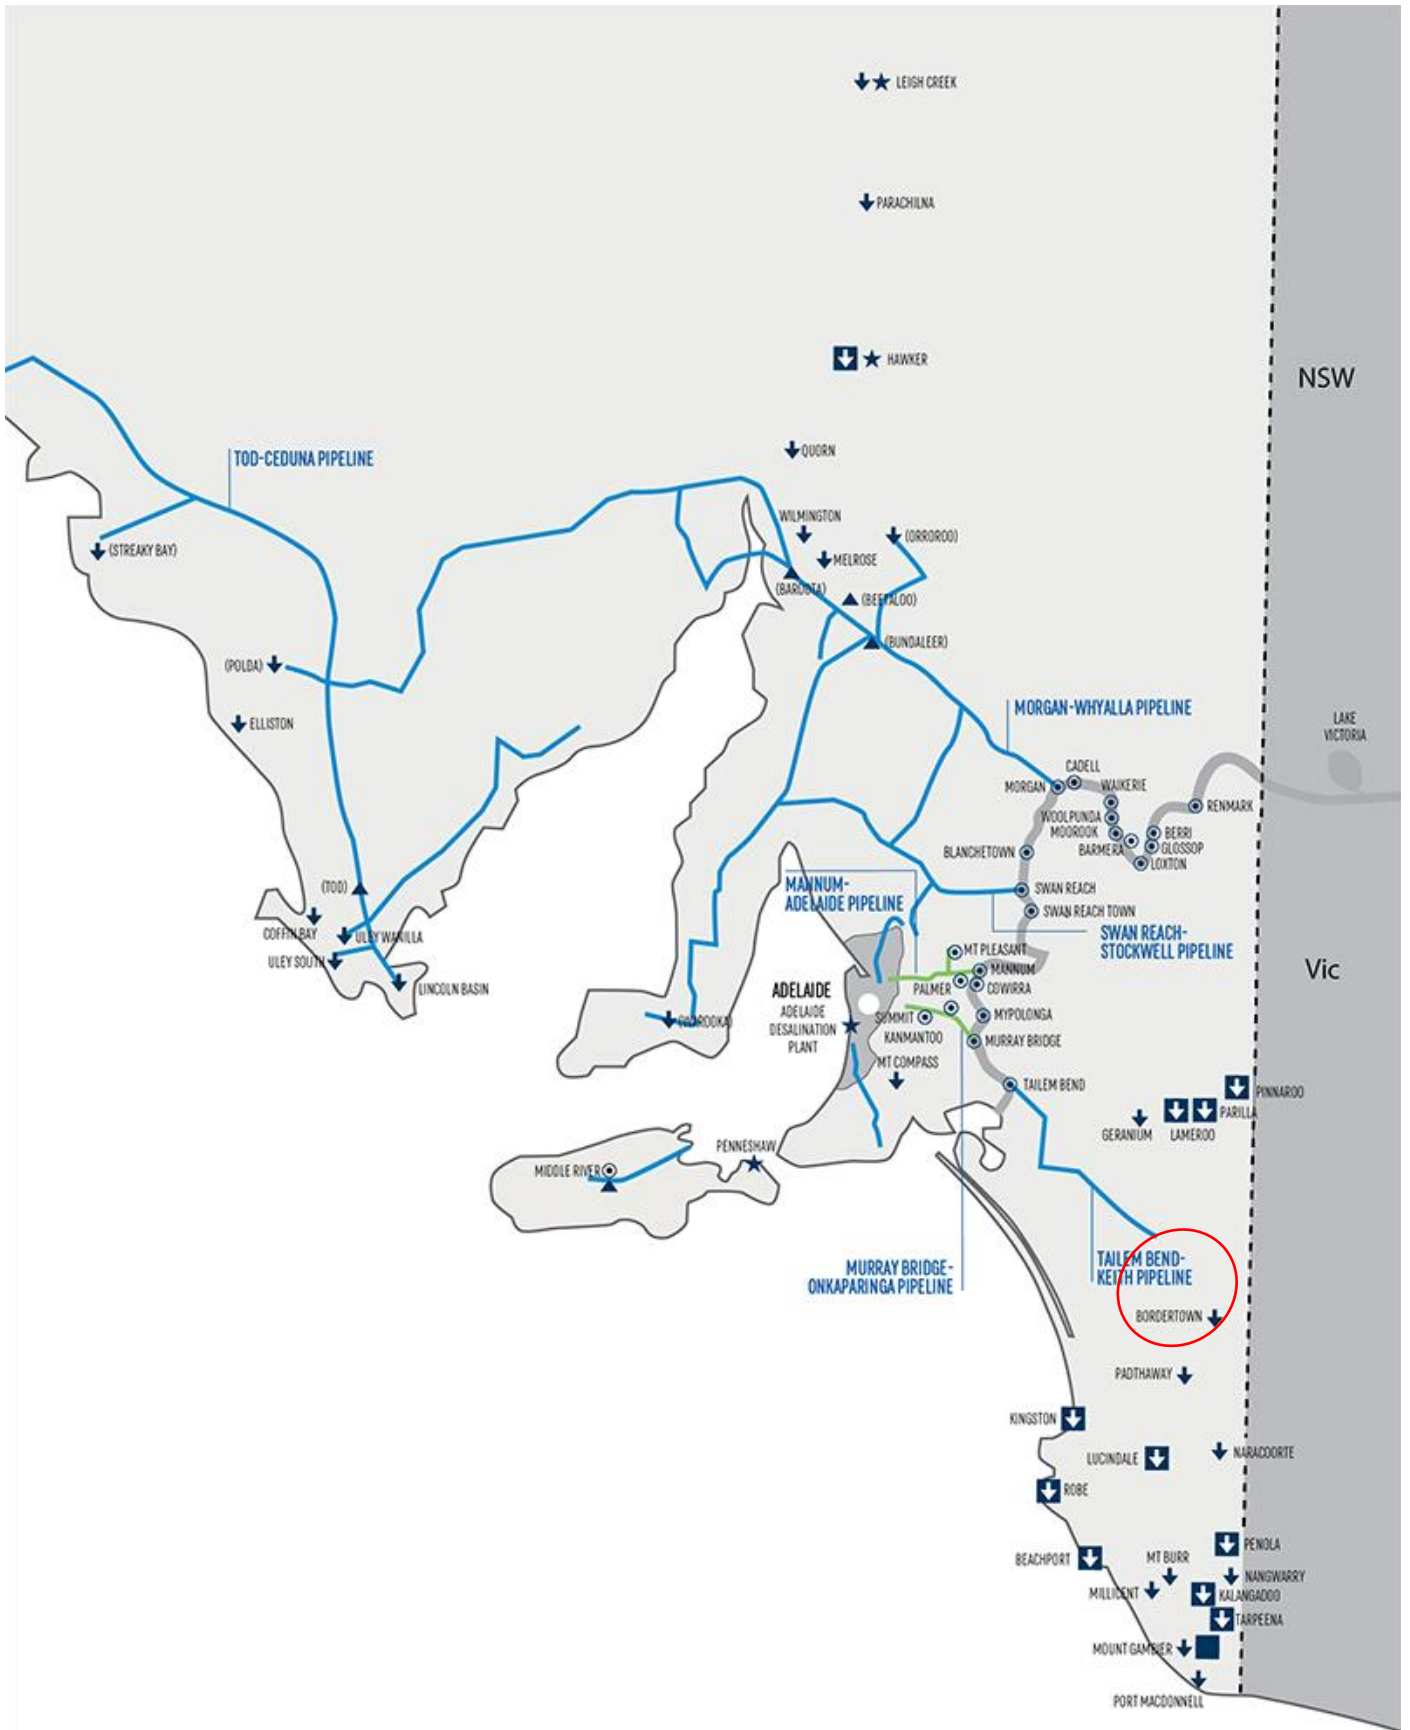 LEIGH CREEK
PARACHILNA
HAWKER
NSW
QUORN
TOD-CEDUNA PIPELINE
WILMINGTON
(ORROROO)
(STREAKY BAY)
MELROSE
(BAROOTA)
(BEETALOO)
(BUNDALEER)
(POLDA)
ELLISTON
MORGAN-WHYALLA PIPELINE
LAKE
VICTORIA
CADELL
MORGAN
WAIKERIE
RENMARK
WOOLPUNDA
MOOROOK
BERRI
BARMERA
GLOSSOP
BLANCHETOWN
LOXTON
(TOD)
MANNUM-
ADELAIDE PIPELINE
SWAN REACH
SWAN REACH TOWN
COFFIN BAY
ULEY WANILLA
SWAN REACH-
STOCKWELL PIPELINE
ULEY SOUTH
MT PLEASANT
MANNUM
Vic
LINCOLN BASIN
ADELAIDE
PALMER
COWIRRA
ADELAIDE
DESALINATION
PLANT
(WAROOKA)
SUMMIT
MYPOLONGA
KANMANTOO
MURRAY BRIDGE
MT COMPASS
TAILEM BEND
PINNAROO
PARILLA
GERANIUM
LAMEROO
PENNESHAW
MIDDLE RIVER
MURRAY BRIDGE-
ONKAPARINGA PIPELINE
TAILEM BEND-
KEITH PIPELINE
BORDERTOWN
PADTHAWAY
KINGSTON
LUCINDALE
NARACOORTE
ROBE
PENOLA
BEACHPORT
MT BURR
NANGWARRY
MILLICENT
KALANGADOO
TARPEENA
MOUNT GAMBIER
PORT MACDONNELL